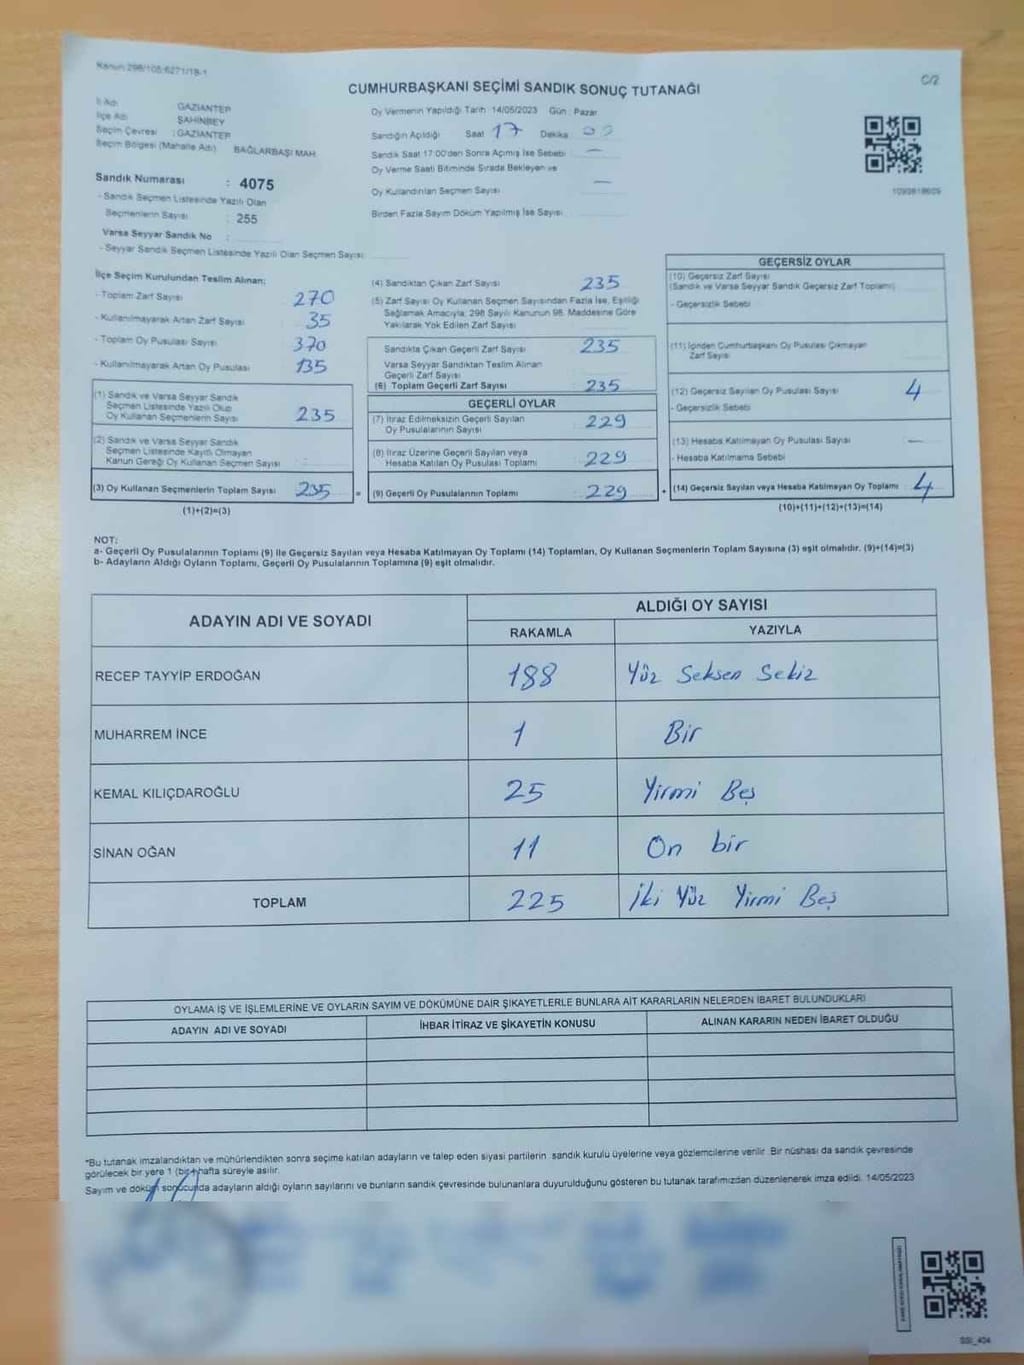 Kanun 298/105:6271/18-1
C/2
CUMHURBAŞKANI SEÇİMİ SANDIK SONUÇ TUTANAĞI
İl Adı GAZİANTEP
İlçe Adı ŞAHİNBEY
Seçim Çevresi : GAZİANTEP
Seçim Bölgesi (Mahalle Adı) BAĞLARBAŞI MAH.
Sandık Numarası : 4075
- Sandık Seçmen Listesinde Yazılı Olan
Seçmenlerin Sayısı : 255
Varsa Seyyar Sandık No :
- Seyyar Sandık Seçmen Listesinde Yazılı Olan Seçmen Sayısı
Oy Vermenin Yapıldığı Tarih 14/05/2023 Gün : Pazar
Sandığın Açıldığı Saat 17 Dakika 00
Sandık Saat 17:00'den Sonra Açımış İse Sebebi —
Oy Verme Saati Bitiminde Sırada Bekleyen ve
Oy Kullandırılan Seçmen Sayısı —
Birden Fazla Sayım Döküm Yapılmış İse Sayısı
1099818609
İlçe Seçim Kurulundan Teslim Alınan:
- Toplam Zarf Sayısı 270
- Kullanılmayarak Artan Zarf Sayısı 35
- Toplam Oy Pusulası Sayısı 370
- Kullanılmayarak Artan Oy Pusulası 135
(1) Sandık ve Varsa Seyyar Sandık
Seçmen Listesinde Yazılı Olup
Oy Kullanan Seçmenlerin Sayısı 235
(2) Sandık ve Varsa Seyyar Sandık
Seçmen Listesinde Kayıtlı Olmayan
Kanun Gereği Oy Kullanan Seçmen Sayısı
(3) Oy Kullanan Seçmenlerin Toplam Sayısı 235 =
(1)+(2)=(3)
(4) Sandıktan Çıkan Zarf Sayısı 235
(5) Zarf Sayısı Oy Kullanan Seçmen Sayısından Fazla İse, Eşitliği
Sağlamak Amacıyla, 298 Sayılı Kanunun 98. Maddesine Göre
Yakılarak Yok Edilen Zarf Sayısı
Sandıkta Çıkan Geçerli Zarf Sayısı 235
Varsa Seyyar Sandıktan Teslim Alınan
Geçerli Zarf Sayısı
(6) Toplam Geçerli Zarf Sayısı 235
GEÇERLİ OYLAR
(7) İtiraz Edilmeksizin Geçerli Sayılan
Oy Pusulalarının Sayısı 229
(8) İtiraz Üzerine Geçerli Sayılan veya
Hesaba Katılan Oy Pusulası Toplamı 229
(9) Geçerli Oy Pusulalarının Toplamı 229 +
GEÇERSİZ OYLAR
(10) Geçersiz Zarf Sayısı
(Sandık ve Varsa Seyyar Sandık Geçersiz Zarf Toplamı)
- Geçersizlik Sebebi
(11) İçinden Cumhurbaşkanı Oy Pusulası Çıkmayan
Zarf Sayısı
(12) Geçersiz Sayılan Oy Pusulası Sayısı 4
- Geçersizlik Sebebi
(13) Hesaba Katılmayan Oy Pusulası Sayısı —
- Hesaba Katılmama Sebebi
(14) Geçersiz Sayılan veya Hesaba Katılmayan Oy Toplamı 4
(10)+(11)+(12)+(13)=(14)
NOT:
a- Geçerli Oy Pusulalarının Toplamı (9) ile Geçersiz Sayılan veya Hesaba Katılmayan Oy Toplamı (14) Toplamları, Oy Kullanan Seçmenlerin Toplam Sayısına (3) eşit olmalıdır. (9)+(14)=(3)
b- Adayların Aldığı Oyların Toplamı, Geçerli Oy Pusulalarının Toplamına (9) eşit olmalıdır.
ADAYIN ADI VE SOYADI ALDIĞI OY SAYISI
RAKAMLA YAZIYLA
RECEP TAYYİP ERDOĞAN 188 Yüz Seksen Sekiz
MUHARREM İNCE 1 Bir
KEMAL KILIÇDAROĞLU 25 Yirmi Beş
SİNAN OĞAN 11 On bir
TOPLAM 225 İki Yüz Yirmi Beş
OYLAMA İŞ VE İŞLEMLERİNE VE OYLARIN SAYIM VE DÖKÜMÜNE DAİR ŞİKAYETLERLE BUNLARA AİT KARARLARIN NELERDEN İBARET BULUNDUKLARI
ADAYIN ADI VE SOYADI İHBAR İTİRAZ VE ŞİKAYETİN KONUSU ALINAN KARARIN NEDEN İBARET OLDUĞU
*Bu tutanak imzalandıktan ve mühürlendikten sonra seçime katılan adayların ve talep eden siyasi partilerin sandık kurulu üyelerine veya gözlemcilerine verilir. Bir nüshası da sandık çevresinde
görülecek bir yere 1 (bir) hafta süreyle asılır.
Sayım ve döküm sonucunda adayların aldığı oyların sayılarını ve bunların sandık çevresinde bulunanlara duyurulduğunu gösteren bu tutanak tarafımızdan düzenlenerek imza edildi. 14/05/2023